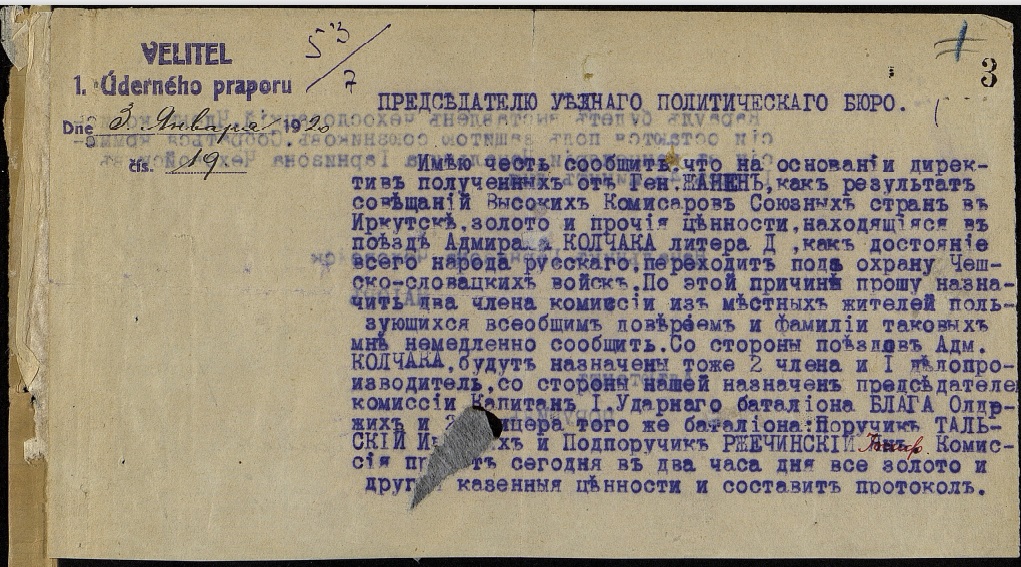 VELITEL
1. Úderného praporu
Dne 3. Января 1920
čís. 19.
53/7
3
ПРЕДСѢДАТЕЛЮ УѢЗНАГО ПОЛИТИЧЕСКАГО БЮРО.
Имѣю честь сообщить,что на основаніи дирек-
тивъ полученныхъ отъ Ген.ЖАНЕНЪ,какъ результатъ
совѣщаній Высокихъ Комисаровъ Союзныхъ странъ въ
Иркутскѣ,золото и прочія цѣнности,находящіяся въ
поѣздѣ Адмирала КОЛЧАКА литера Д ,какъ достояніе
всего народа русскаго,переходитъ подъ охрану Чеш-
ско-словацкихъ войскъ.По этой причинѣ прошу назна-
чить два члена комиссіи изъ мѣстныхъ жителей поль-
зующихся всеобщимъ довѣріемъ и фамиліи таковыхъ
мнѣ немедленно сообщить.Со стороны поѣздовъ Адм.
КОЛЧАКА,будутъ назначены тоже 2 члена и I дѣлопро-
изводитель,со стороны нашей назначенъ предсѣдателе
комиссіи Капитанъ I.Ударнаго баталіона БЛАГА Олдр-
жихъ и того же баталіона:Поручикъ ТАЛЬ-
СКІЙ и Подпоручикъ РЖЕЧИНСКІЙ Комис-
сія сегодня въ два часа дня все золото и
казенныя цѣнности и составитъ протоколъ.